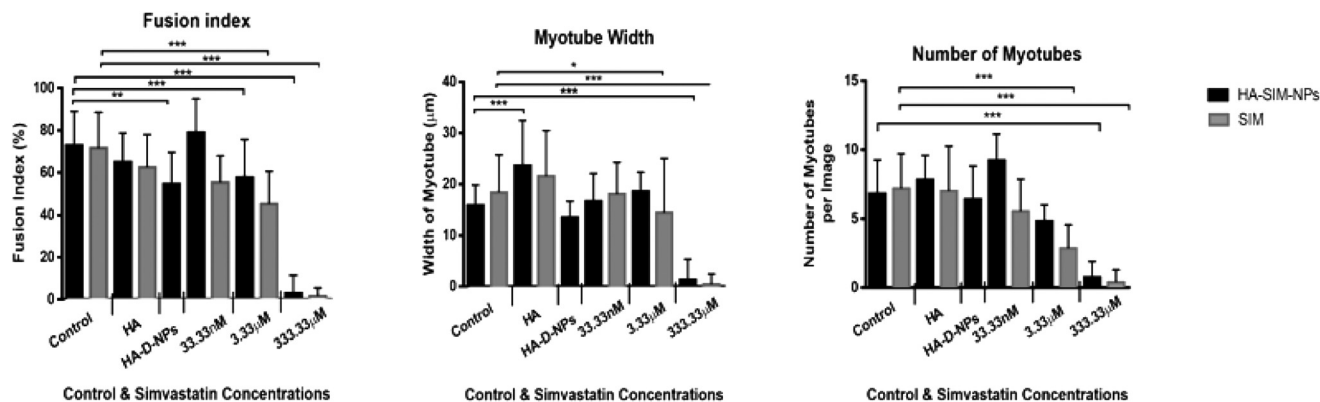 Fusion index
***
***
***
***
**
100
80
60
40
20
0
Fusion Index (%)
Control
HA
HA-D-NPs
33.33nM
3.33µM
333.33µM
Control & Simvastatin Concentrations
Myotube Width
*
***
***
***
40
30
20
10
0
Width of Myotube (µm)
Control
HA
HA-D-NPs
33.33nM
3.33µM
333.33µM
Control & Simvastatin Concentrations
Number of Myotubes
***
***
***
15
10
5
0
Number of Myotubes
per Image
Control
HA
HA-D-NPs
33.33nM
3.33µM
333.33µM
Control & Simvastatin Concentrations
HA-SIM-NPs
SIM